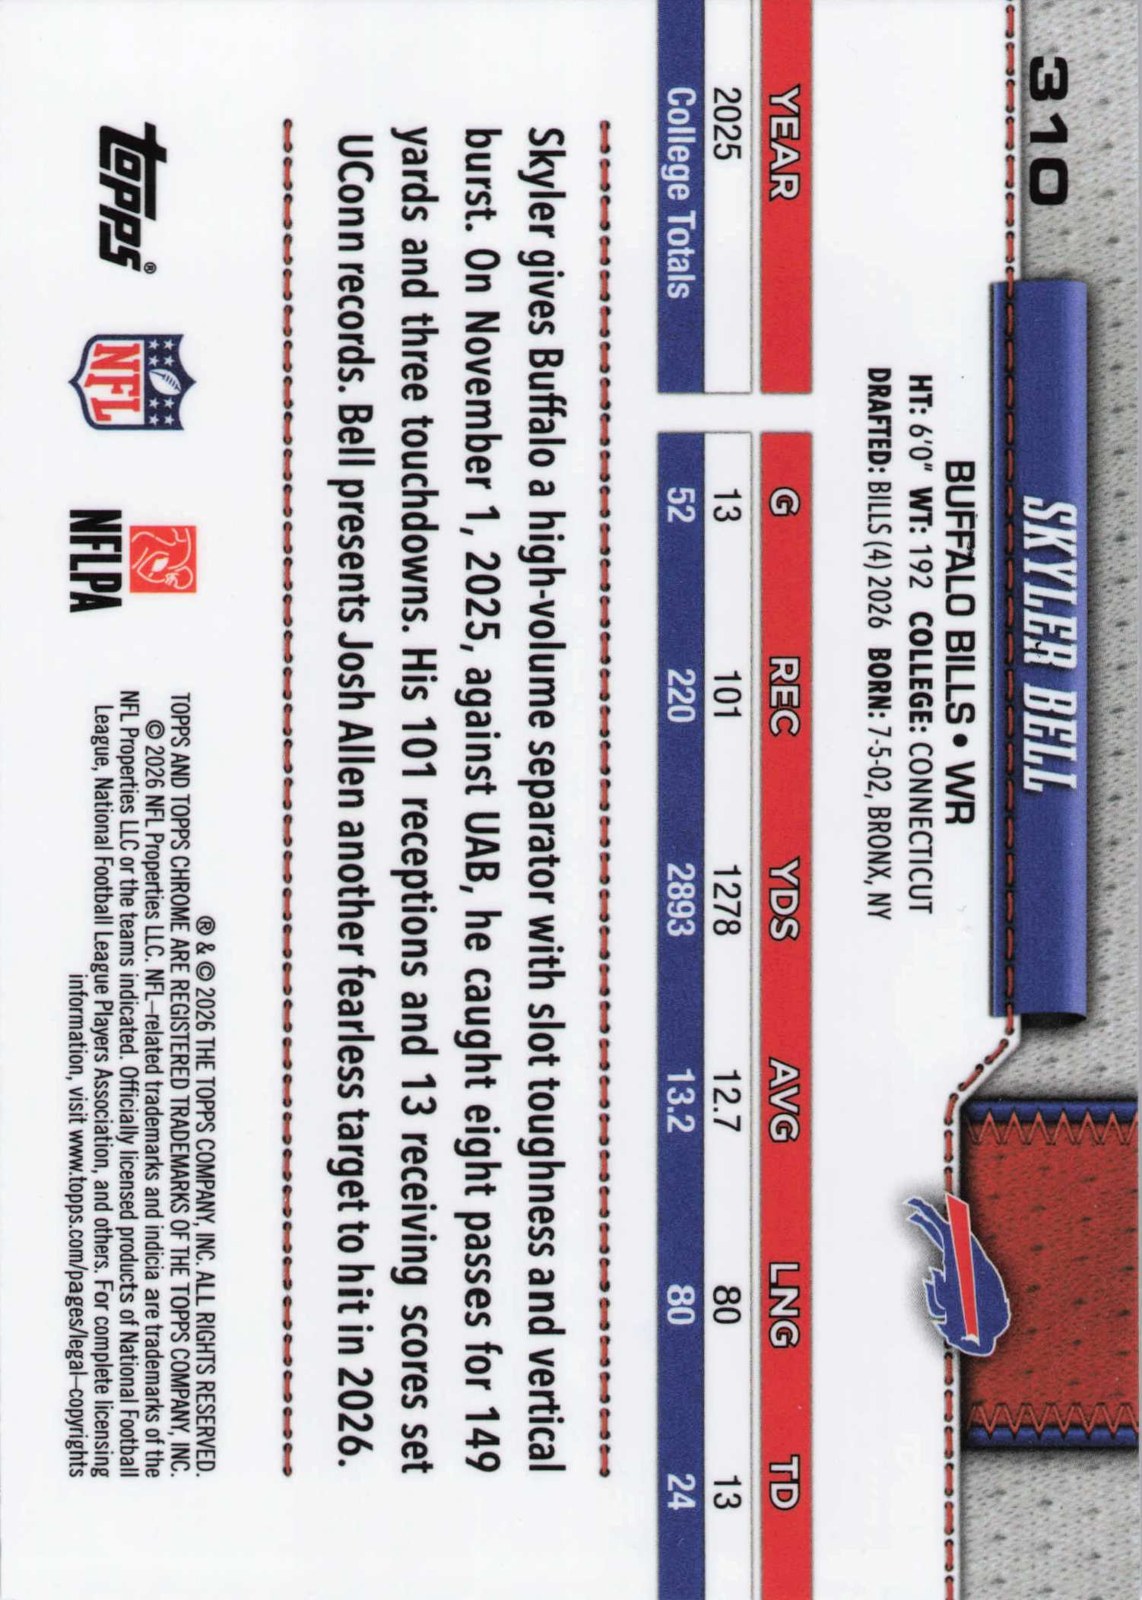 310
SKYLER BELL
BUFFALO BILLS • WR
HT: 6'0" WT: 192 COLLEGE: CONNECTICUT
DRAFTED: BILLS (4) 2026 BORN: 7-5-02, BRONX, NY
YEAR G REC YDS AVG LNG TD
2025 13 101 1278 12.7 80 13
College Totals 52 220 2893 13.2 80 24
Skyler gives Buffalo a high-volume separator with slot toughness and vertical
burst. On November 1, 2025, against UAB, he caught eight passes for 149
yards and three touchdowns. His 101 receptions and 13 receiving scores set
UConn records. Bell presents Josh Allen another fearless target to hit in 2026.
topps®
NFL
NFLPA
® & © 2026 THE TOPPS COMPANY, INC. ALL RIGHTS RESERVED.
TOPPS AND TOPPS CHROME ARE REGISTERED TRADEMARKS OF THE TOPPS COMPANY, INC.
© 2026 NFL Properties LLC. NFL-related trademarks and indicia are trademarks of the
NFL Properties LLC or the teams indicated. Officially licensed products of National Football
League, National Football League Players Association, and others. For complete licensing
information, visit www.topps.com/pages/legal-copyrights